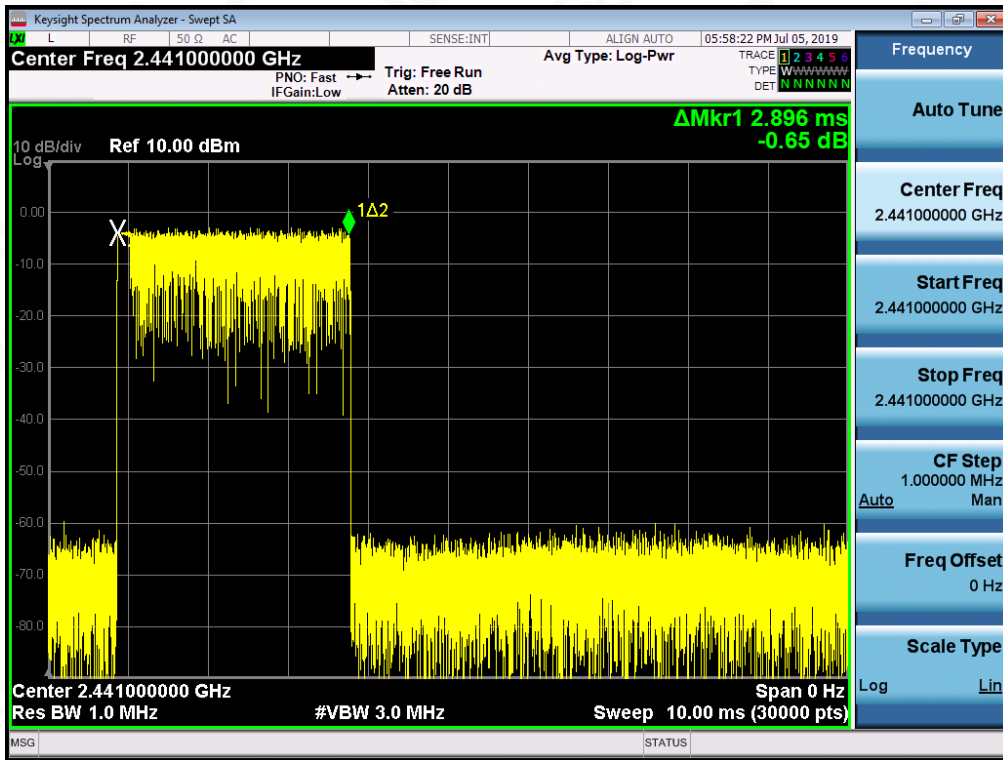 Keysight Spectrum Analyzer - Swept SA
LXI L RF 50 Ω AC SENSE:INT ALIGN AUTO 05:58:22 PM Jul 05, 2019
Center Freq 2.441000000 GHz
PNO: Fast
IFGain:Low
Trig: Free Run
Atten: 20 dB
Avg Type: Log-Pwr
TRACE 1 2 3 4 5 6
TYPE WWWWWW
DET N N N N N N
ΔMkr1 2.896 ms
-0.65 dB
10 dB/div Ref 10.00 dBm
Log
1Δ2
0.00
-10.0
-20.0
-30.0
-40.0
-50.0
-60.0
-70.0
-80.0
Center 2.441000000 GHz Span 0 Hz
Res BW 1.0 MHz #VBW 3.0 MHz Sweep 10.00 ms (30000 pts)
MSG STATUS
Frequency
Auto Tune
Center Freq
2.441000000 GHz
Start Freq
2.441000000 GHz
Stop Freq
2.441000000 GHz
CF Step
1.000000 MHz
Auto Man
Freq Offset
0 Hz
Scale Type
Log Lin